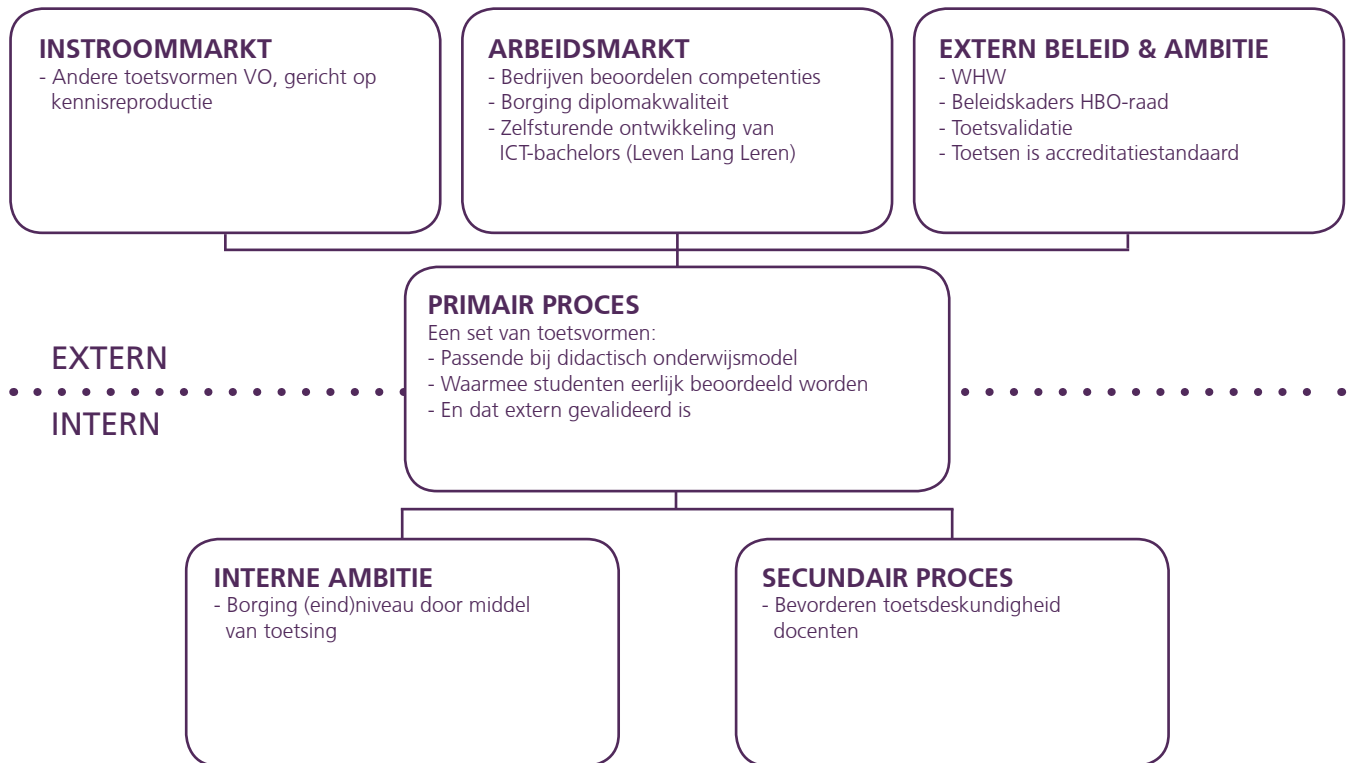 INSTROOMMARKT
- Andere toetsvormen VO, gericht op
kennisreproductie
ARBEIDSMARKT
- Bedrijven beoordelen competenties
- Borging diplomakwaliteit
- Zelfsturende ontwikkeling van
ICT-bachelors (Leven Lang Leren)
EXTERN BELEID & AMBITIE
- WHW
- Beleidskaders HBO-raad
- Toetsvalidatie
- Toetsen is accreditatiestandaard
PRIMAIR PROCES
Een set van toetsvormen:
- Passende bij didactisch onderwijsmodel
- Waarmee studenten eerlijk beoordeeld worden
- En dat extern gevalideerd is
EXTERN
INTERN
INTERNE AMBITIE
- Borging (eind)niveau door middel
van toetsing
SECUNDAIR PROCES
- Bevorderen toetsdeskundigheid
docenten